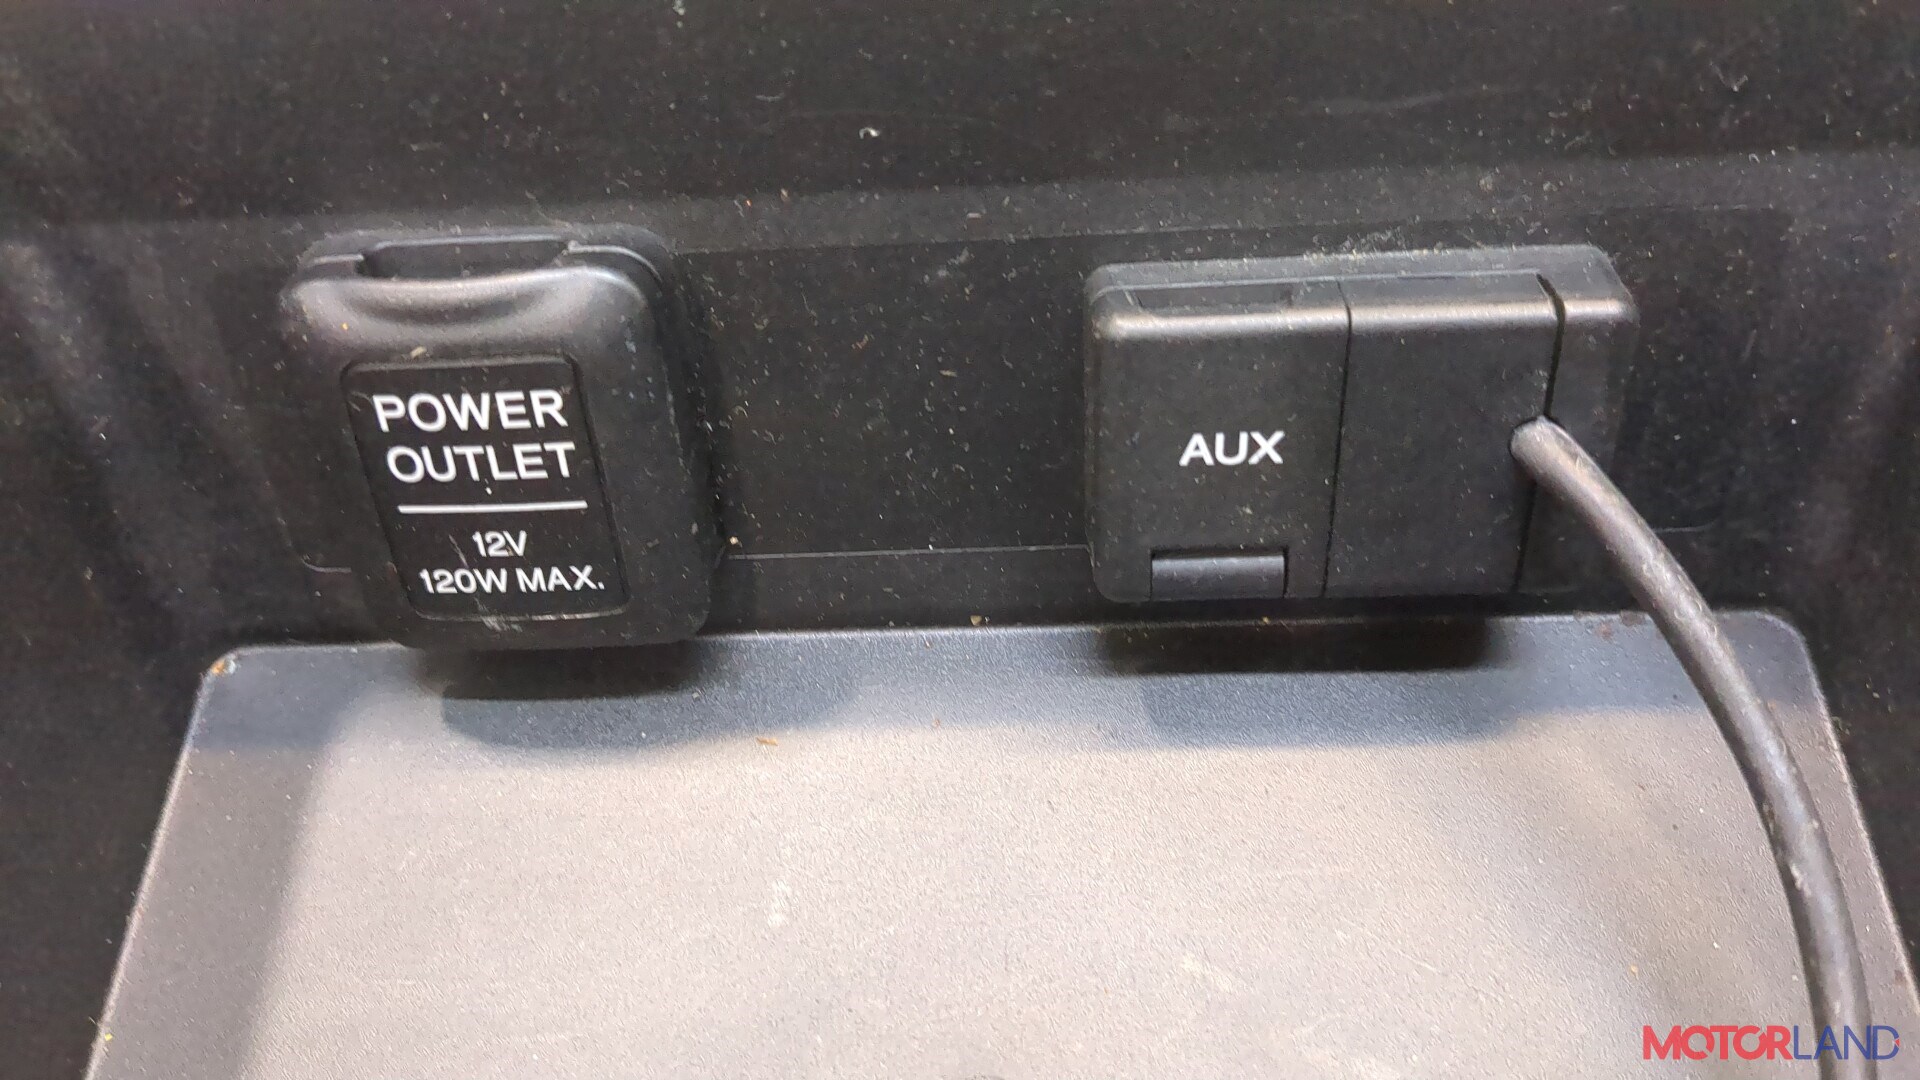 POWER
OUTLET
12V
120W MAX.
AUX
MOTORLAND